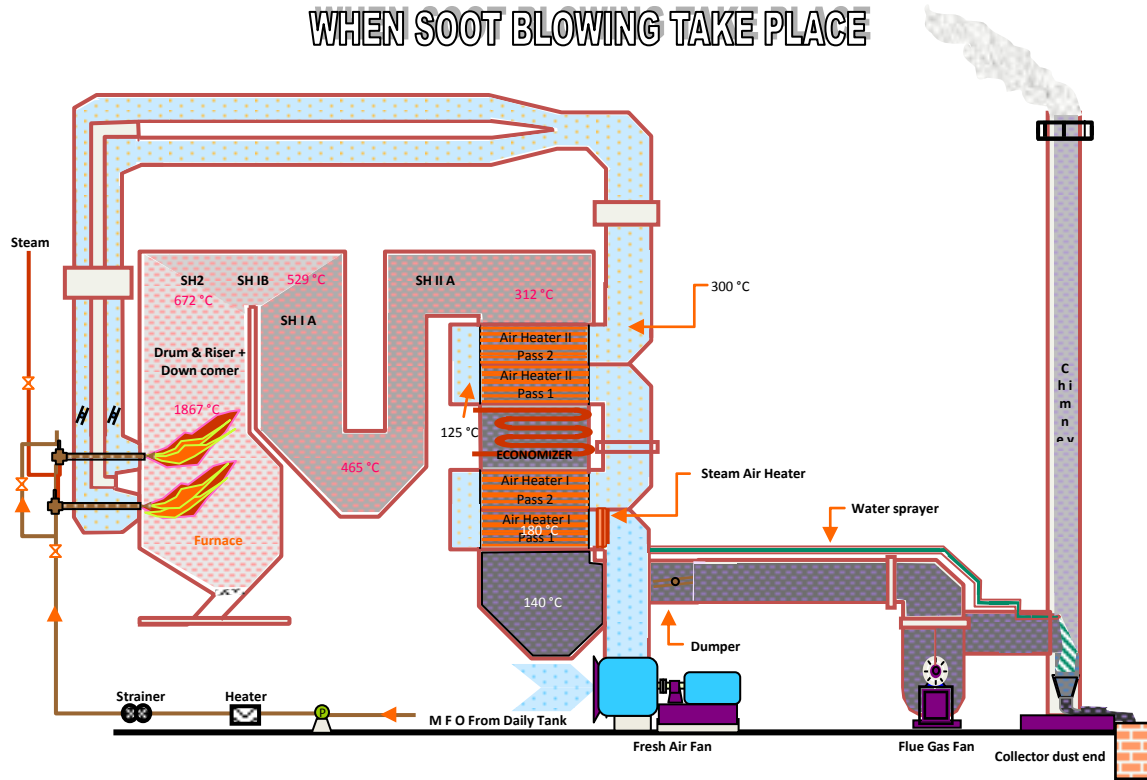 WHEN SOOT BLOWING TAKE PLACE
Steam
SH2
SH IB
529 °C
SH II A
672 °C
312 °C
300 °C
SH I A
Air Heater II
Pass 2
Drum & Riser +
Down comer
Air Heater II
Pass 1
1867 °C
125 °C
ECONOMIZER
465 °C
Air Heater I
Pass 2
Steam Air Heater
Air Heater I
180 °C
Pass 1
Water sprayer
Furnace
140 °C
Dumper
Chimney
Strainer
Heater
P
M F O From Daily Tank
Fresh Air Fan
Flue Gas Fan
Collector dust end